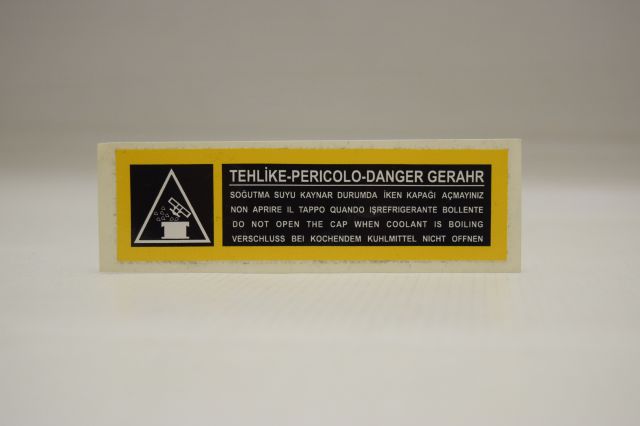 TEHLİKE-PERICOLO-DANGER GERAHR
SOĞUTMA SUYU KAYNAR DURUMDA İKEN KAPAĞI AÇMAYINIZ
NON APRIRE IL TAPPO QUANDO IŞREFRIGERANTE BOLLENTE
DO NOT OPEN THE CAP WHEN COOLANT IS BOILING
VERSCHLUSS BEI KOCHENDEM KUHLMITTEL NICHT OFFNEN